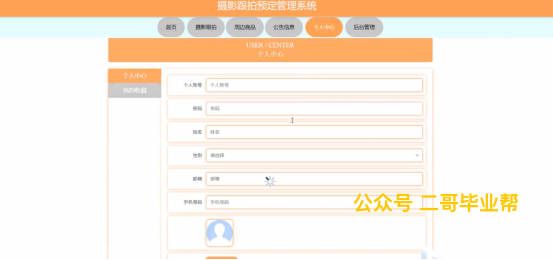 摄影跟拍预定管理系统
首页 摄影跟拍 周边商品 公告信息 个人中心 后台管理
USER / CENTER
个人中心
个人中心
我的收藏
个人账号 个人账号
密码 密码
姓名 姓名
性别 请选择
邮箱 邮箱
手机号码 手机号码
公众号 二哥毕业帮